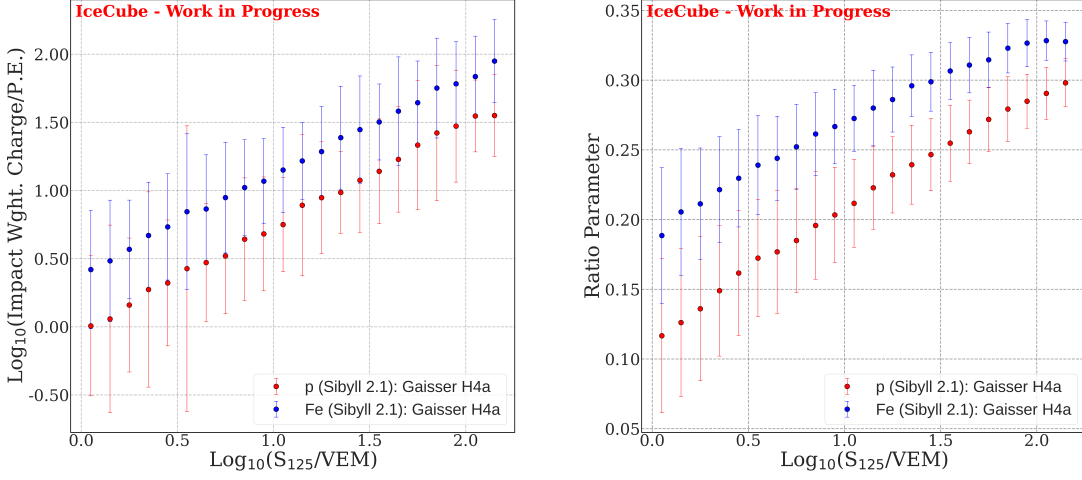 IceCube - Work in Progress
Log10(Impact Wght. Charge/P.E.)
2.00
1.50
1.00
0.50
0.00
-0.50
p (Sibyll 2.1): Gaisser H4a
Fe (Sibyll 2.1): Gaisser H4a
0.0 0.5 1.0 1.5 2.0
Log10(S125/VEM)
IceCube - Work in Progress
Ratio Parameter
0.35
0.30
0.25
0.20
0.15
0.10
0.05
p (Sibyll 2.1): Gaisser H4a
Fe (Sibyll 2.1): Gaisser H4a
0.0 0.5 1.0 1.5 2.0
Log10(S125/VEM)